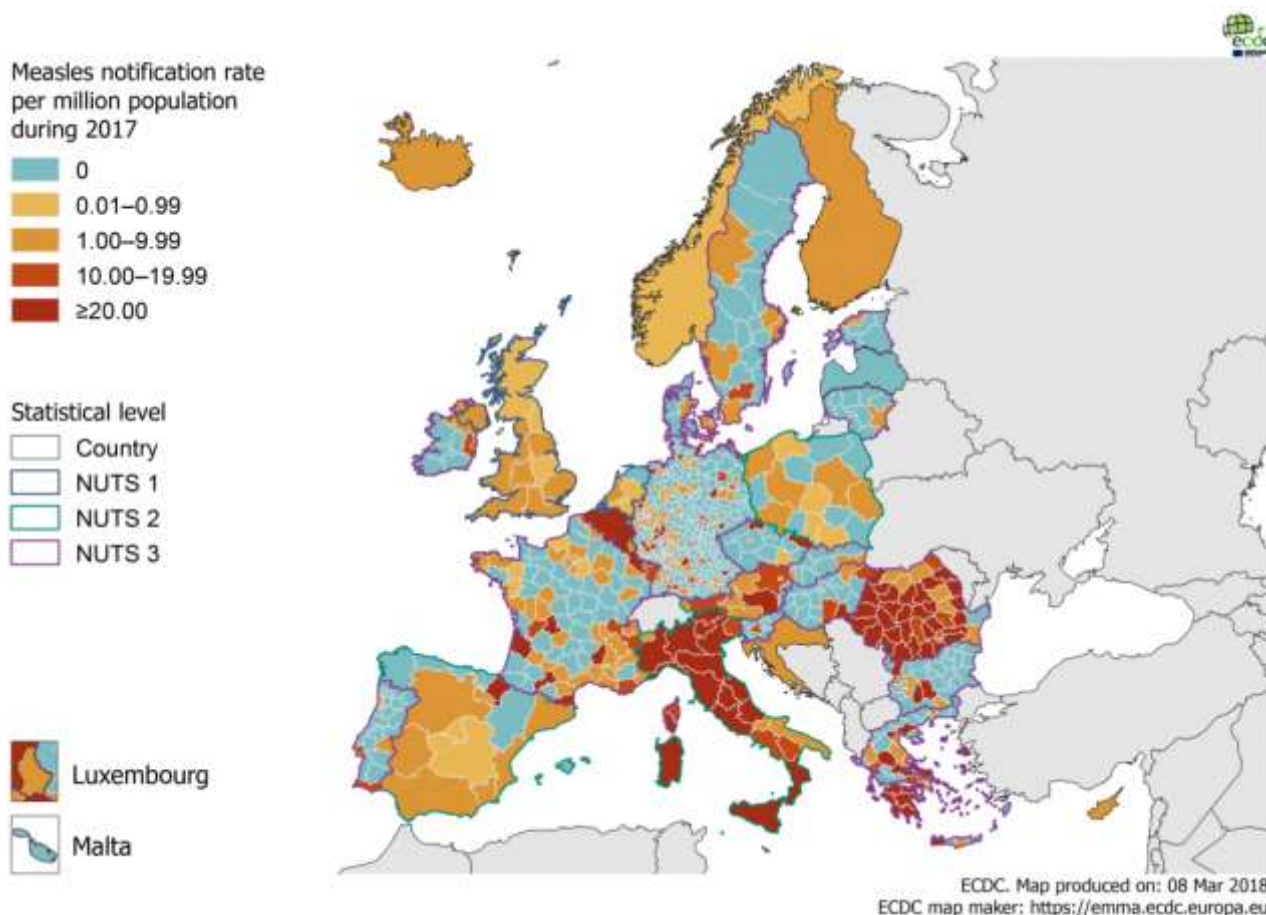 ecdc
Measles notification rate
per million population
during 2017
0
0.01–0.99
1.00–9.99
10.00–19.99
≥20.00
Statistical level
Country
NUTS 1
NUTS 2
NUTS 3
Luxembourg
Malta
ECDC. Map produced on: 08 Mar 2018
ECDC map maker: https://emma.ecdc.europa.eu